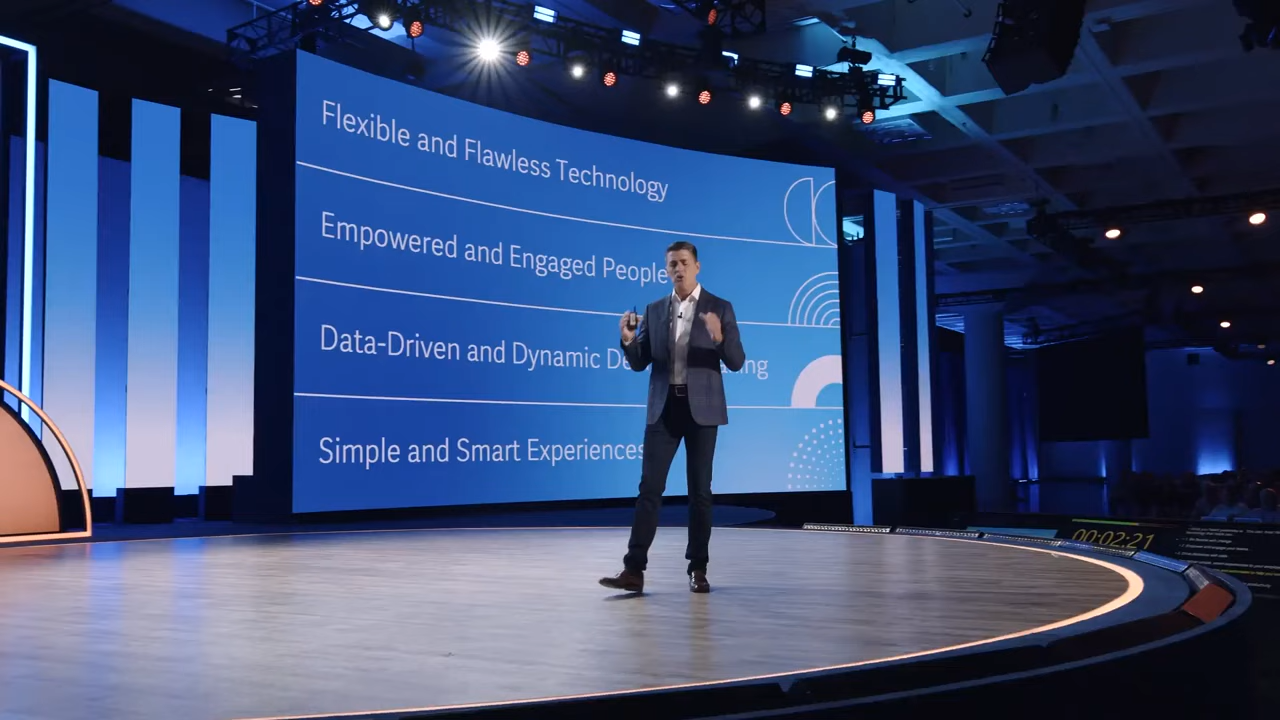 Flexible and Flawless Technology
Empowered and Engaged People
Data-Driven and Dynamic
Simple and Smart Experiences
00:02:21